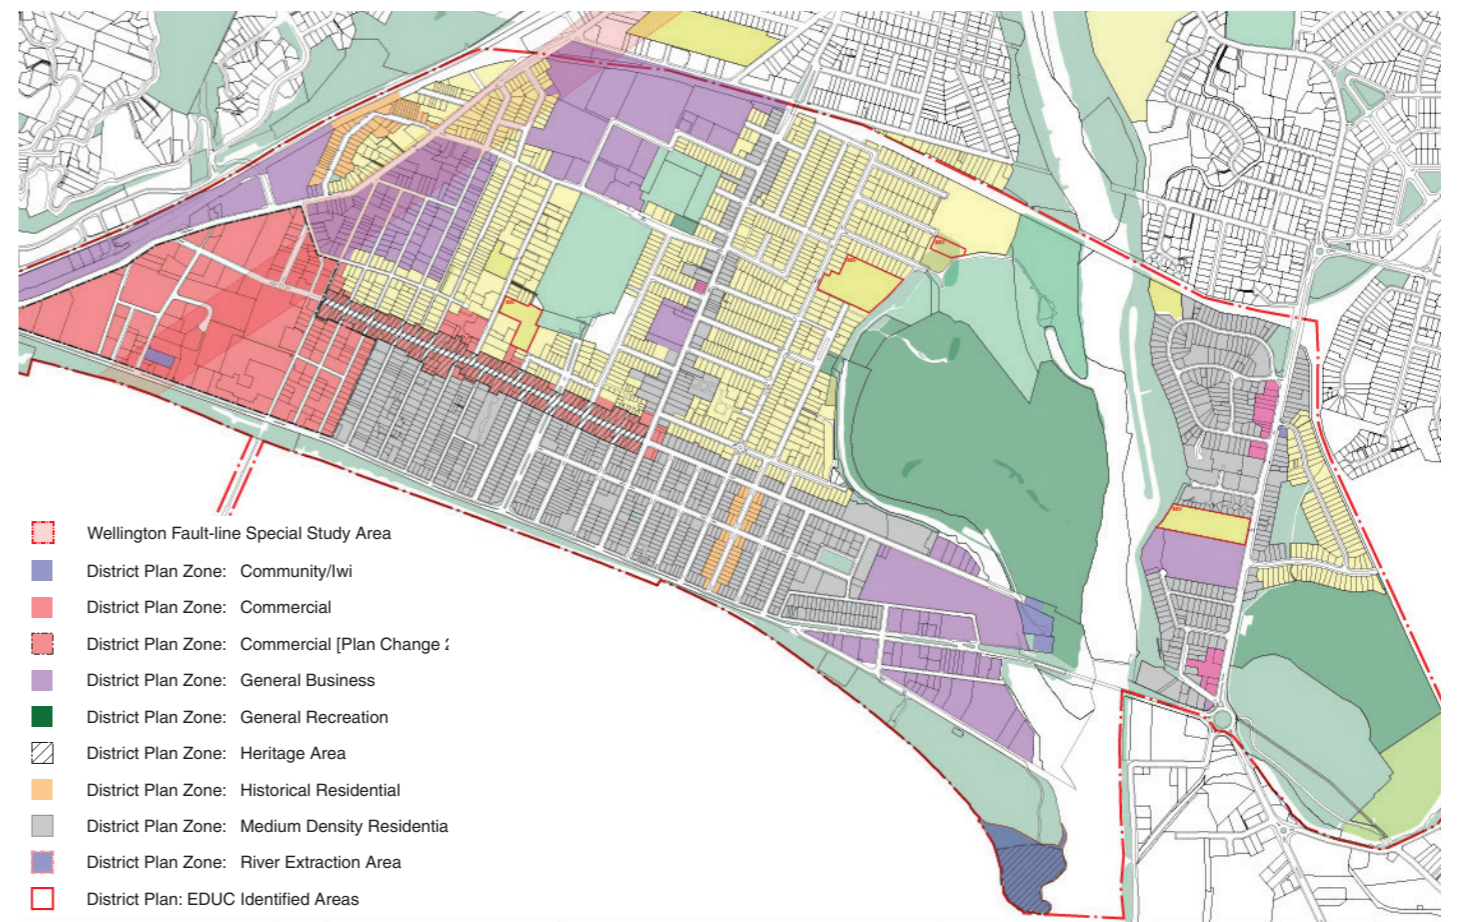 Wellington Fault-line Special Study Area
District Plan Zone: Community/Iwi
District Plan Zone: Commercial
District Plan Zone: Commercial [Plan Change
District Plan Zone: General Business
District Plan Zone: General Recreation
District Plan Zone: Heritage Area
District Plan Zone: Historical Residential
District Plan Zone: Medium Density Residentia
District Plan Zone: River Extraction Area
District Plan: EDUC Identified Areas